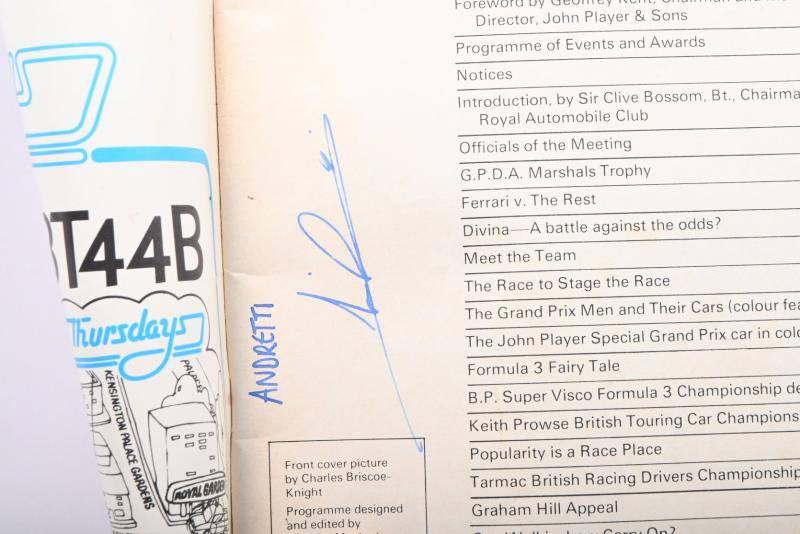 BT44B
Thursdays
KENSINGTON PALACE GARDENS
PALACE
ROYAL GARDEN
ANDRETTI
Front cover picture
by Charles Briscoe-
Knight
Programme designed
and edited by
Foreword by Geoffrey Kent, Chairman and
Director, John Player & Sons
Programme of Events and Awards
Notices
Introduction, by Sir Clive Bossom, Bt., Chairma
Royal Automobile Club
Officials of the Meeting
G.P.D.A. Marshals Trophy
Ferrari v. The Rest
Divina—A battle against the odds?
Meet the Team
The Race to Stage the Race
The Grand Prix Men and Their Cars (colour fea
The John Player Special Grand Prix car in colo
Formula 3 Fairy Tale
B.P. Super Visco Formula 3 Championship de
Keith Prowse British Touring Car Champions
Popularity is a Race Place
Tarmac British Racing Drivers Championship
Graham Hill Appeal
Carry On?